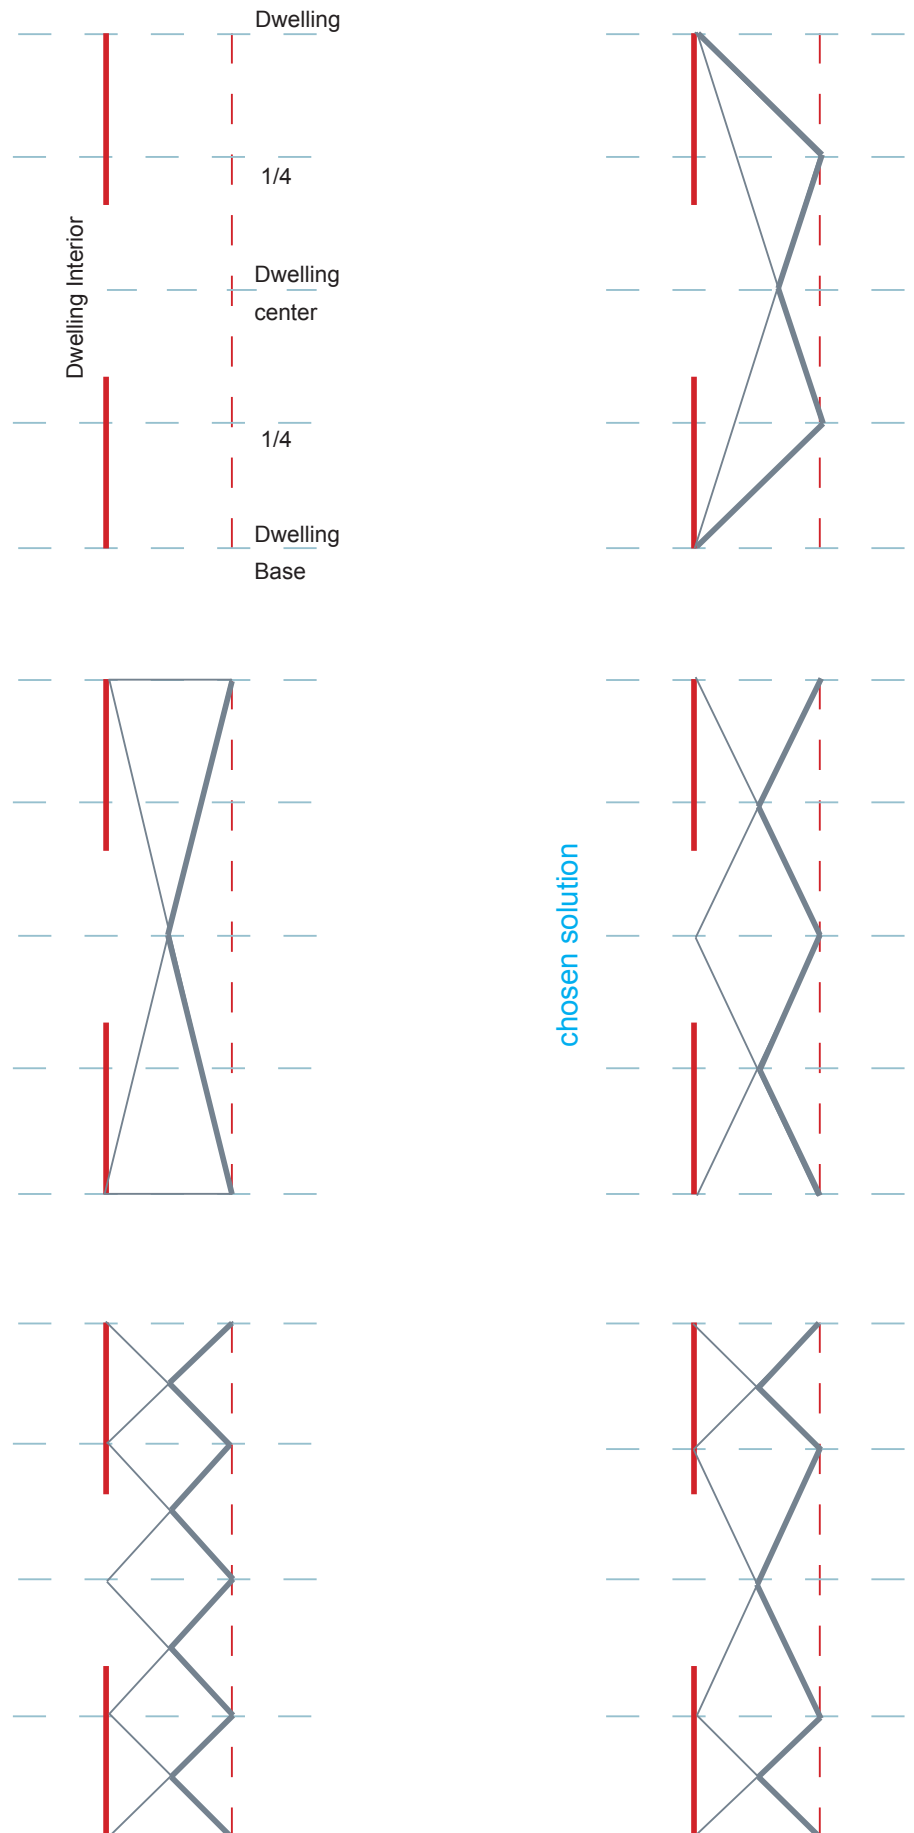 Dwelling
1/4
Dwelling Interior
Dwelling
center
1/4
Dwelling
Base
chosen solution